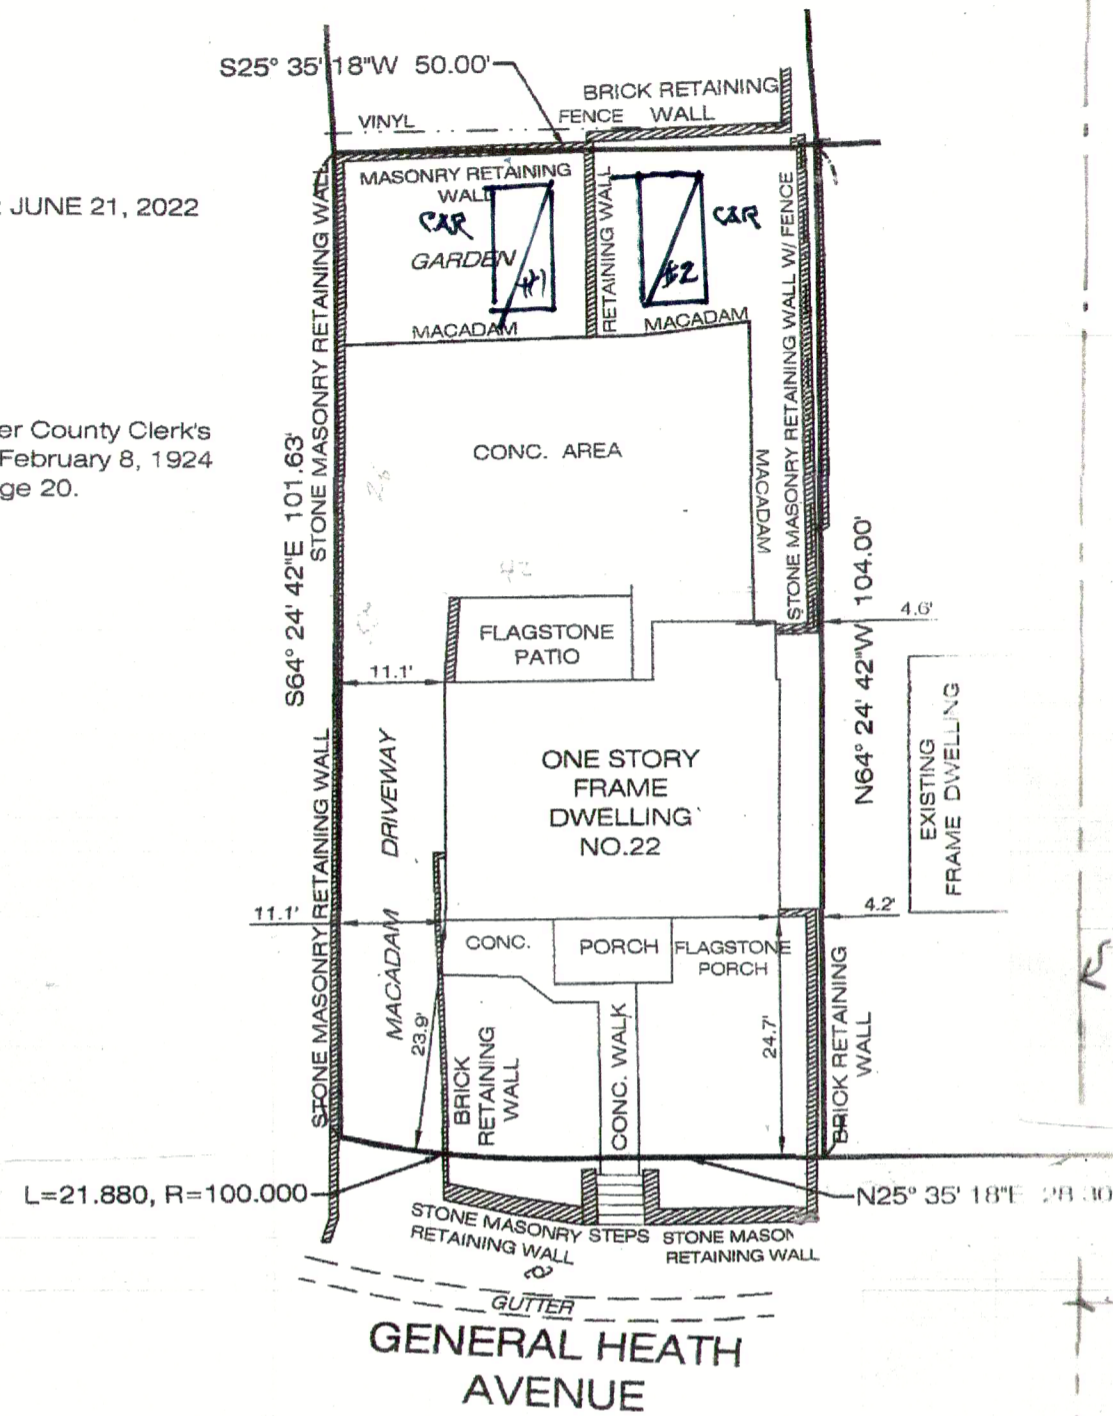 S25° 35' 18"W 50.00'
BRICK RETAINING
WALL
VINYL
FENCE
MASONRY RETAINING
WALL
: JUNE 21, 2022
CAR
GARDEN
#1
RETAINING WALL
CAR
#2
STONE MASONRY RETAINING WALL W/ FENCE
MACADAM
MACADAM
STONE MASONRY RETAINING WALL
er County Clerk's
February 8, 1924
ge 20.
S64° 24' 42"E 101.63'
CONC. AREA
MACADAM
N64° 24' 42"W 104.00'
42
4.6'
FLAGSTONE
PATIO
11.1'
ONE STORY
FRAME
DWELLING
NO.22
EXISTING
FRAME DWELLING
STONE MASONRY RETAINING WALL
MACADAM DRIVEWAY
11.1'
4.2'
CONC.
PORCH
FLAGSTONE
PORCH
23.9'
BRICK
RETAINING
WALL
CONC. WALK
24.7'
BRICK RETAINING
WALL
L=21.880, R=100.000
N25° 35' 18"E 28.30
STONE MASONRY
RETAINING WALL
STEPS
STONE MASON
RETAINING WALL
GUTTER
GENERAL HEATH
AVENUE